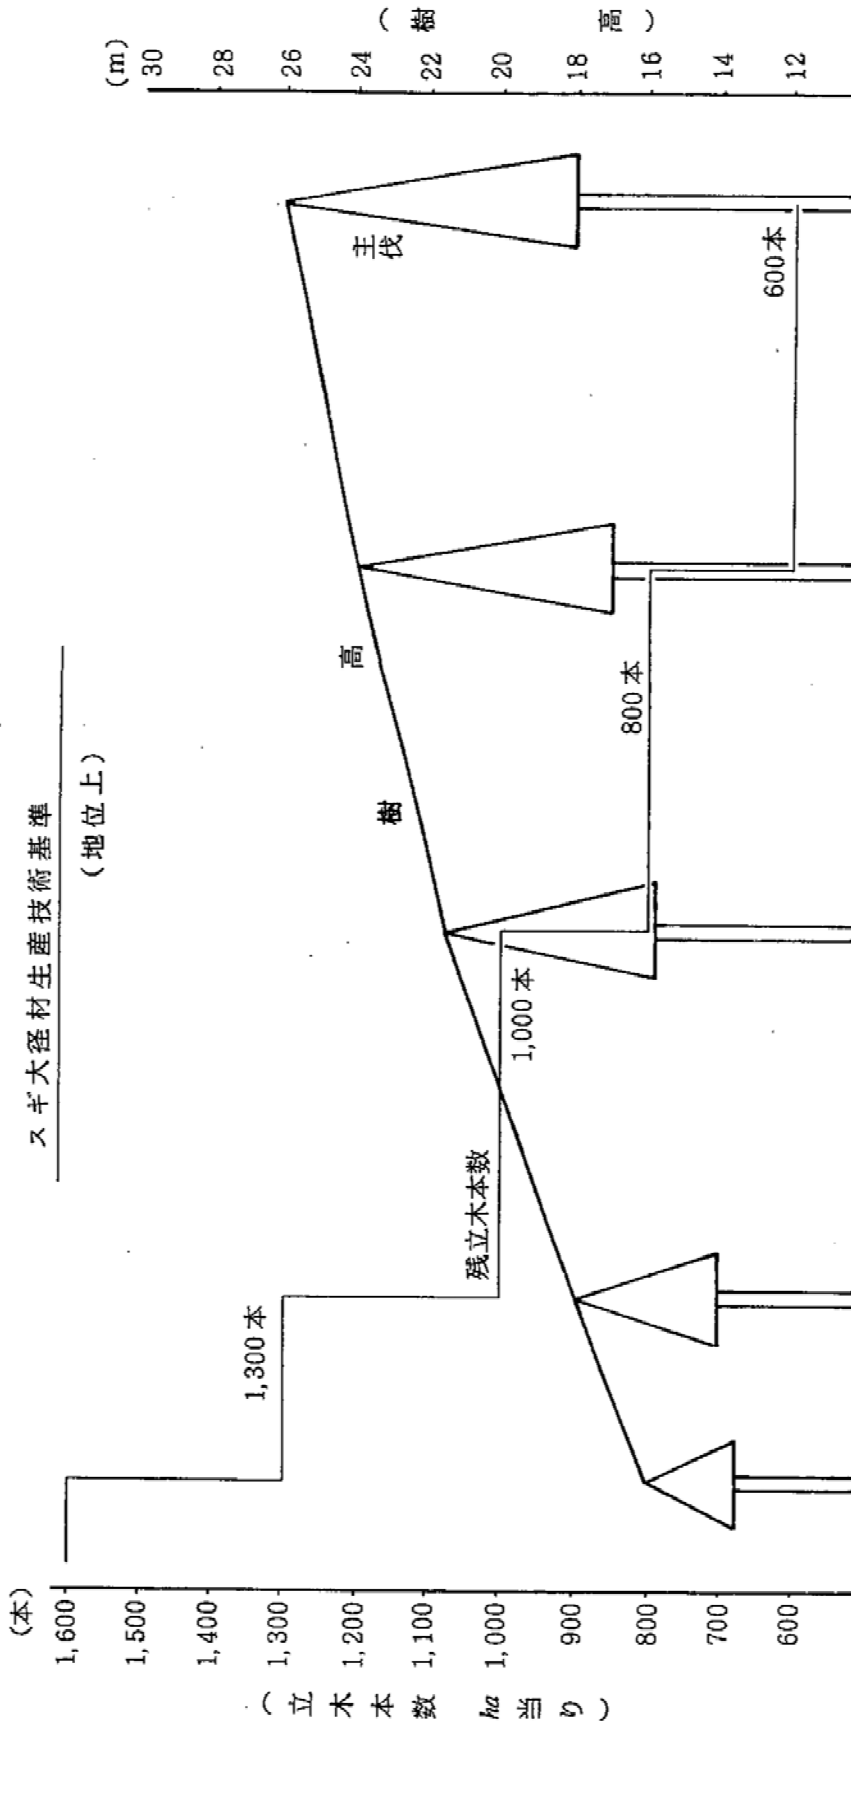 スギ大径材生産技術基準
(地位上)
(本)
1,600
1,500
1,400
1,300
1,200
1,100
1,000
900
800
700
600
(立木本数 ha当り)
1,300本
残立木本数
1,000本
800本
600本
樹高
主伐
(m)
30
28
26
24
22
20
18
16
14
12
(樹高)